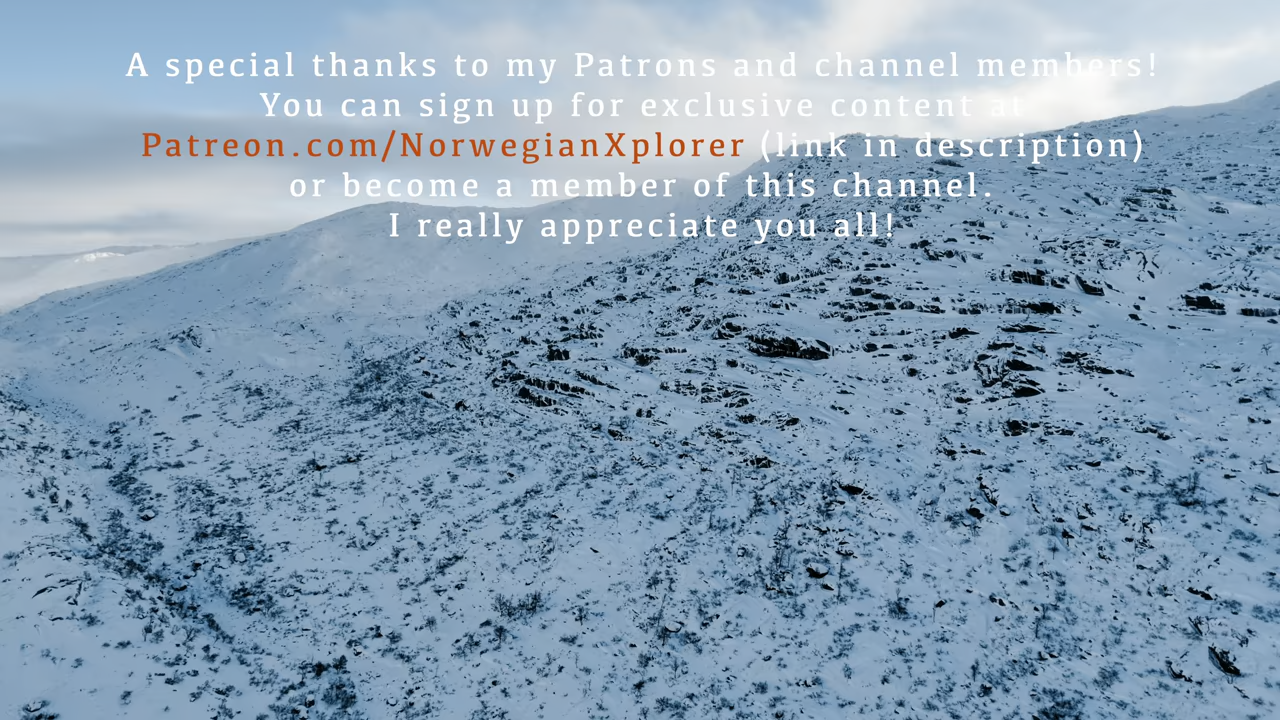 A special thanks to my Patrons and channel members!
You can sign up for exclusive content at
Patreon.com/NorwegianXplorer (link in description)
or become a member of this channel.
I really appreciate you all!